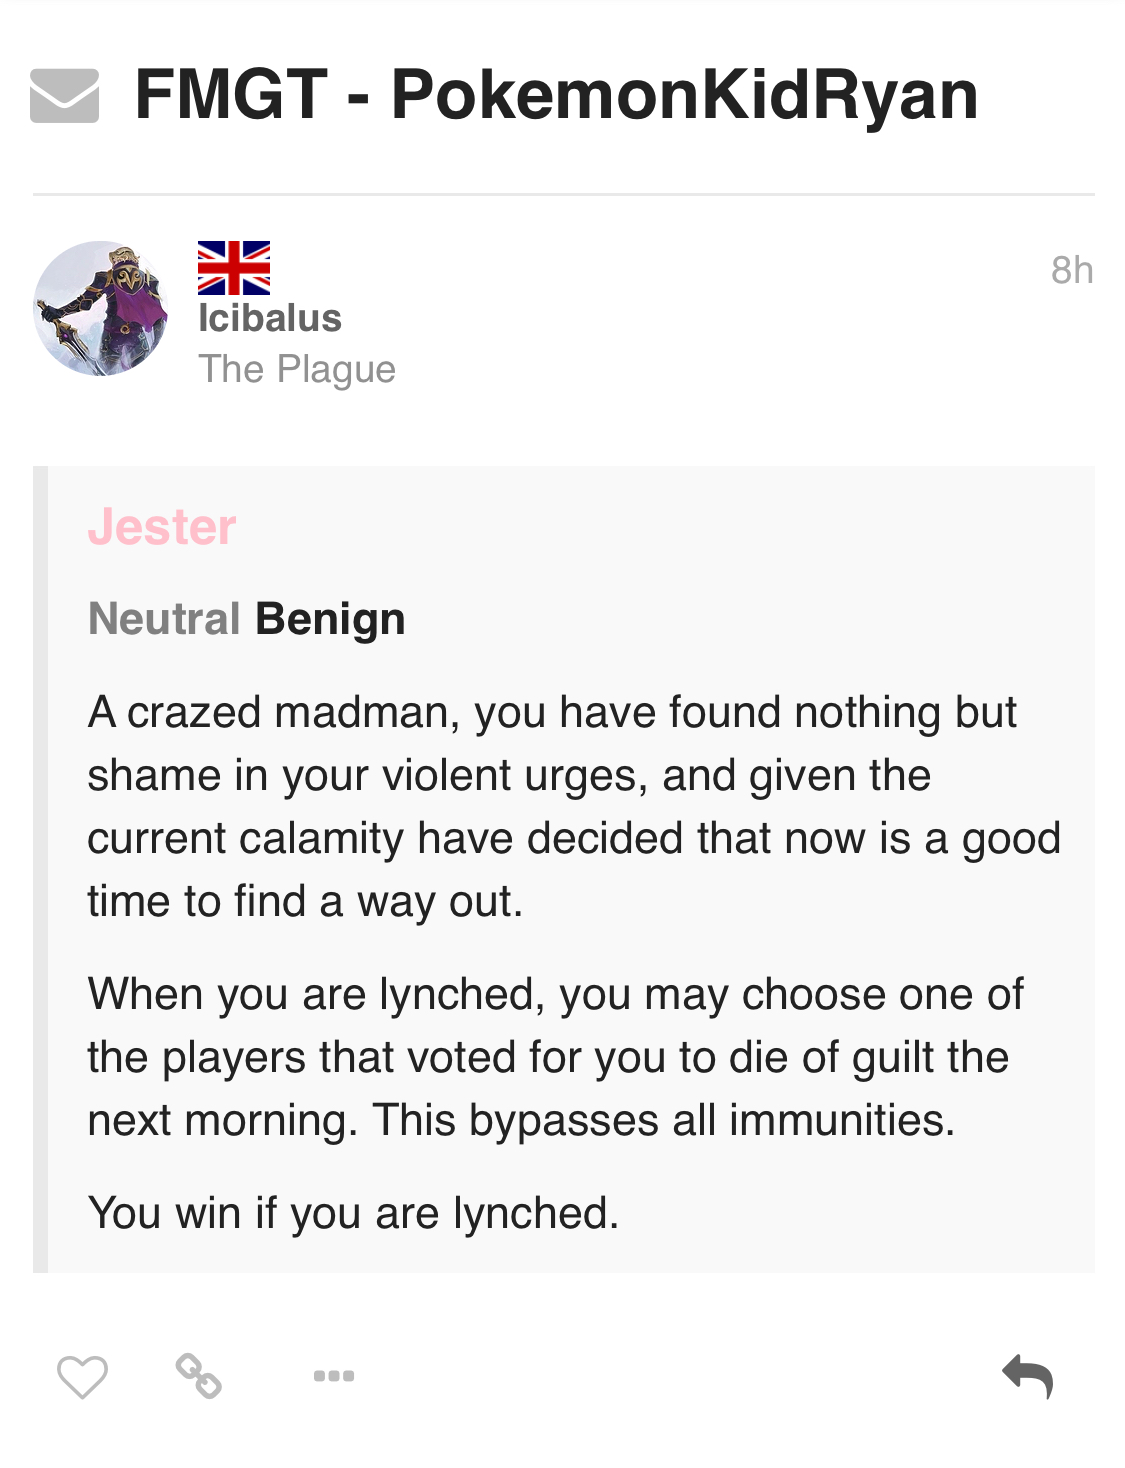 FMGT - PokemonKidRyan
Icibalus
8h
The Plague
Jester
Neutral Benign
A crazed madman, you have found nothing but
shame in your violent urges, and given the
current calamity have decided that now is a good
time to find a way out.
When you are lynched, you may choose one of
the players that voted for you to die of guilt the
next morning. This bypasses all immunities.
You win if you are lynched.